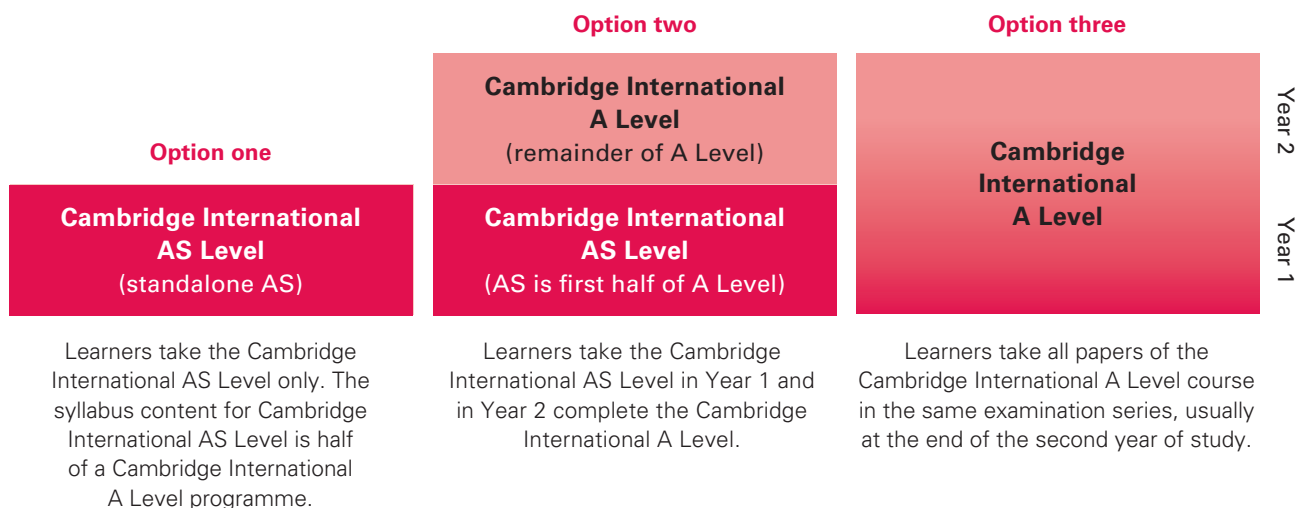 Option one
Cambridge International
AS Level
(standalone AS)
Learners take the Cambridge
International AS Level only. The
syllabus content for Cambridge
International AS Level is half
of a Cambridge International
A Level programme.
Option two
Cambridge International
A Level
(remainder of A Level)
Cambridge International
AS Level
(AS is first half of A Level)
Learners take the Cambridge
International AS Level in Year 1 and
in Year 2 complete the Cambridge
International A Level.
Option three
Cambridge
International
A Level
Learners take all papers of the
Cambridge International A Level course
in the same examination series, usually
at the end of the second year of study.
Year 2
Year 1